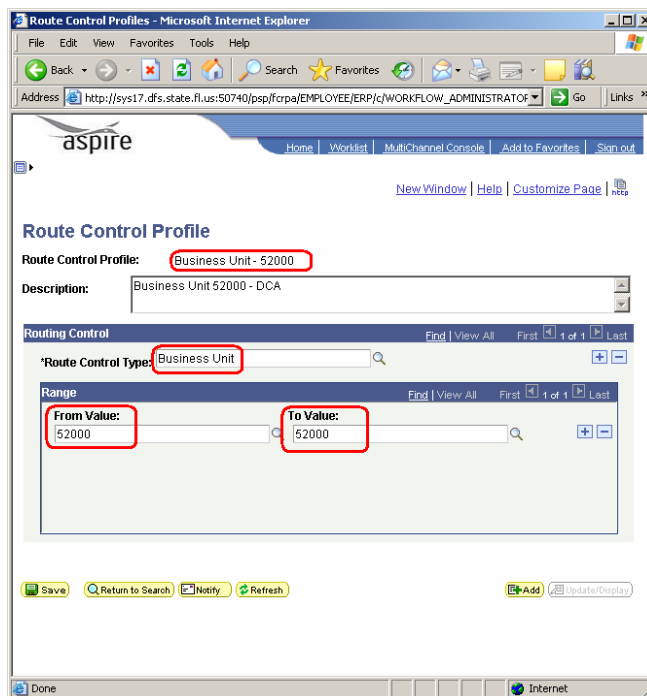 Route Control Profiles - Microsoft Internet Explorer
File Edit View Favorites Tools Help
Back Search Favorites
Address http://sys17.dfs.state.fl.us:50740/psp/fcrpa/EMPLOYEE/ERP/c/WORKFLOW_ADMINISTRATOR Go Links »
aspire
Home Worklist MultiChannel Console Add to Favorites Sign out
New Window | Help | Customize Page | http
Route Control Profile
Route Control Profile: Business Unit - 52000
Description: Business Unit 52000 - DCA
Routing Control Find | View All First 1 of 1 Last
*Route Control Type: Business Unit
Range Find | View All First 1 of 1 Last
From Value: To Value:
52000 52000
Save Return to Search Notify Refresh Add Update/Display
Done Internet